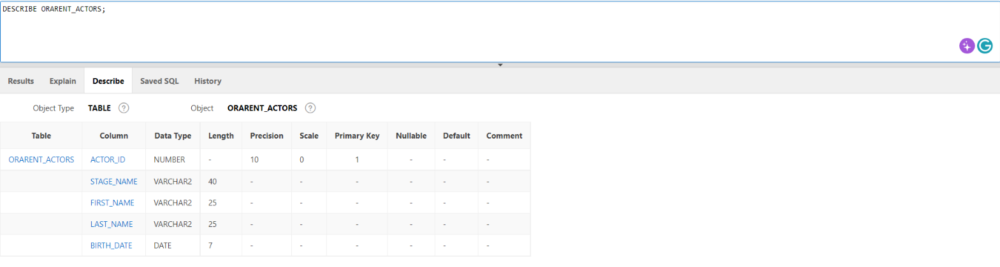 DESCRIBE ORARENT_ACTORS;
Results Explain Describe Saved SQL History
Object Type TABLE ? Object ORARENT_ACTORS ?
Table Column Data Type Length Precision Scale Primary Key Nullable Default Comment
ORARENT_ACTORS ACTOR_ID NUMBER - 10 0 1 - - -
STAGE_NAME VARCHAR2 40 - - - - - -
FIRST_NAME VARCHAR2 25 - - - - - -
LAST_NAME VARCHAR2 25 - - - - - -
BIRTH_DATE DATE 7 - - - - - -